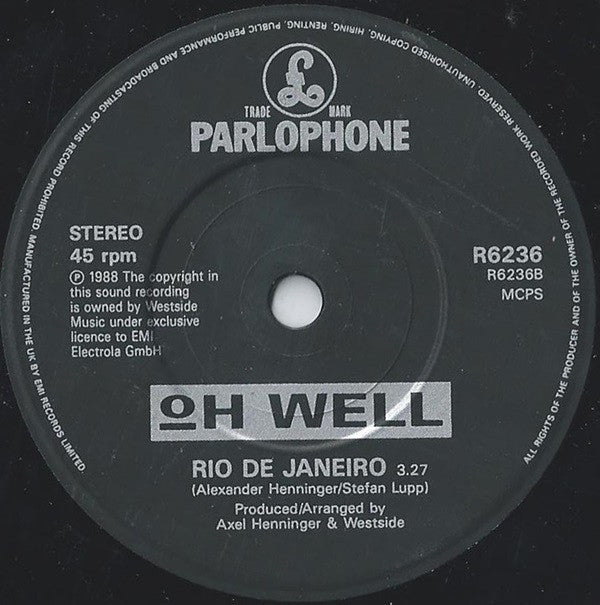 UNAUTHORISED COPYING, HIRING, RENTING, PUBLIC PERFORMANCE AND BROADCASTING OF THIS RECORD PROHIBITED. MANUFACTURED IN THE UK BY EMI RECORDS LIMITED.
ALL RIGHTS OF THE PRODUCER AND OF THE OWNER OF THE RECORDED WORK RESERVED.
£
TRADE MARK
PARLOPHONE
STEREO
45 rpm
℗ 1988 The copyright in
this sound recording
is owned by Westside
Music under exclusive
licence to EMI
Electrola GmbH
R6236
R6236B
MCPS
OH WELL
RIO DE JANEIRO 3.27
(Alexander Henninger/Stefan Lupp)
Produced/Arranged by
Axel Henninger & Westside